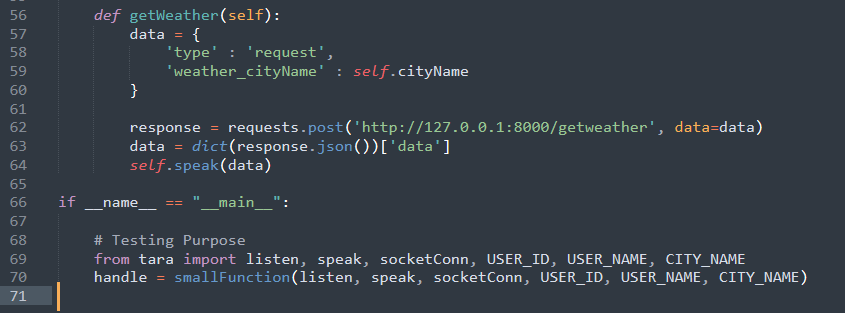 56     def getWeather(self):
57         data = {
58             'type' : 'request',
59             'weather_cityName' : self.cityName
60         }
61
62         response = requests.post('http://127.0.0.1:8000/getweather', data=data)
63         data = dict(response.json())['data']
64         self.speak(data)
65
66 if __name__ == "__main__":
67
68     # Testing Purpose
69     from tara import listen, speak, socketConn, USER_ID, USER_NAME, CITY_NAME
70     handle = smallFunction(listen, speak, socketConn, USER_ID, USER_NAME, CITY_NAME)
71